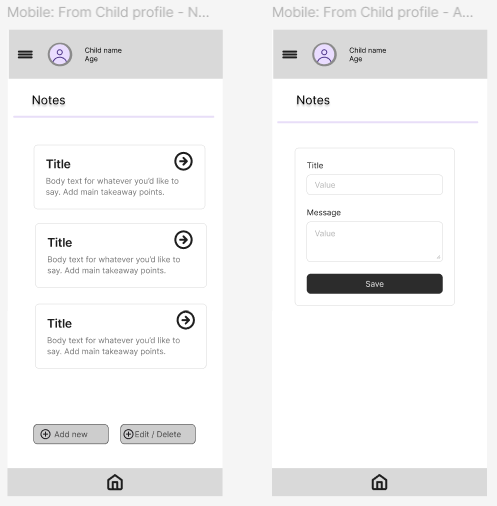 Mobile: From Child profile - N...
Child name
Age
Notes
Title
Body text for whatever you'd like to
say. Add main takeaway points.
Title
Body text for whatever you'd like to
say. Add main takeaway points.
Title
Body text for whatever you'd like to
say. Add main takeaway points.
Add new
Edit / Delete
Mobile: From Child profile - A...
Child name
Age
Notes
Title
Value
Message
Value
Save